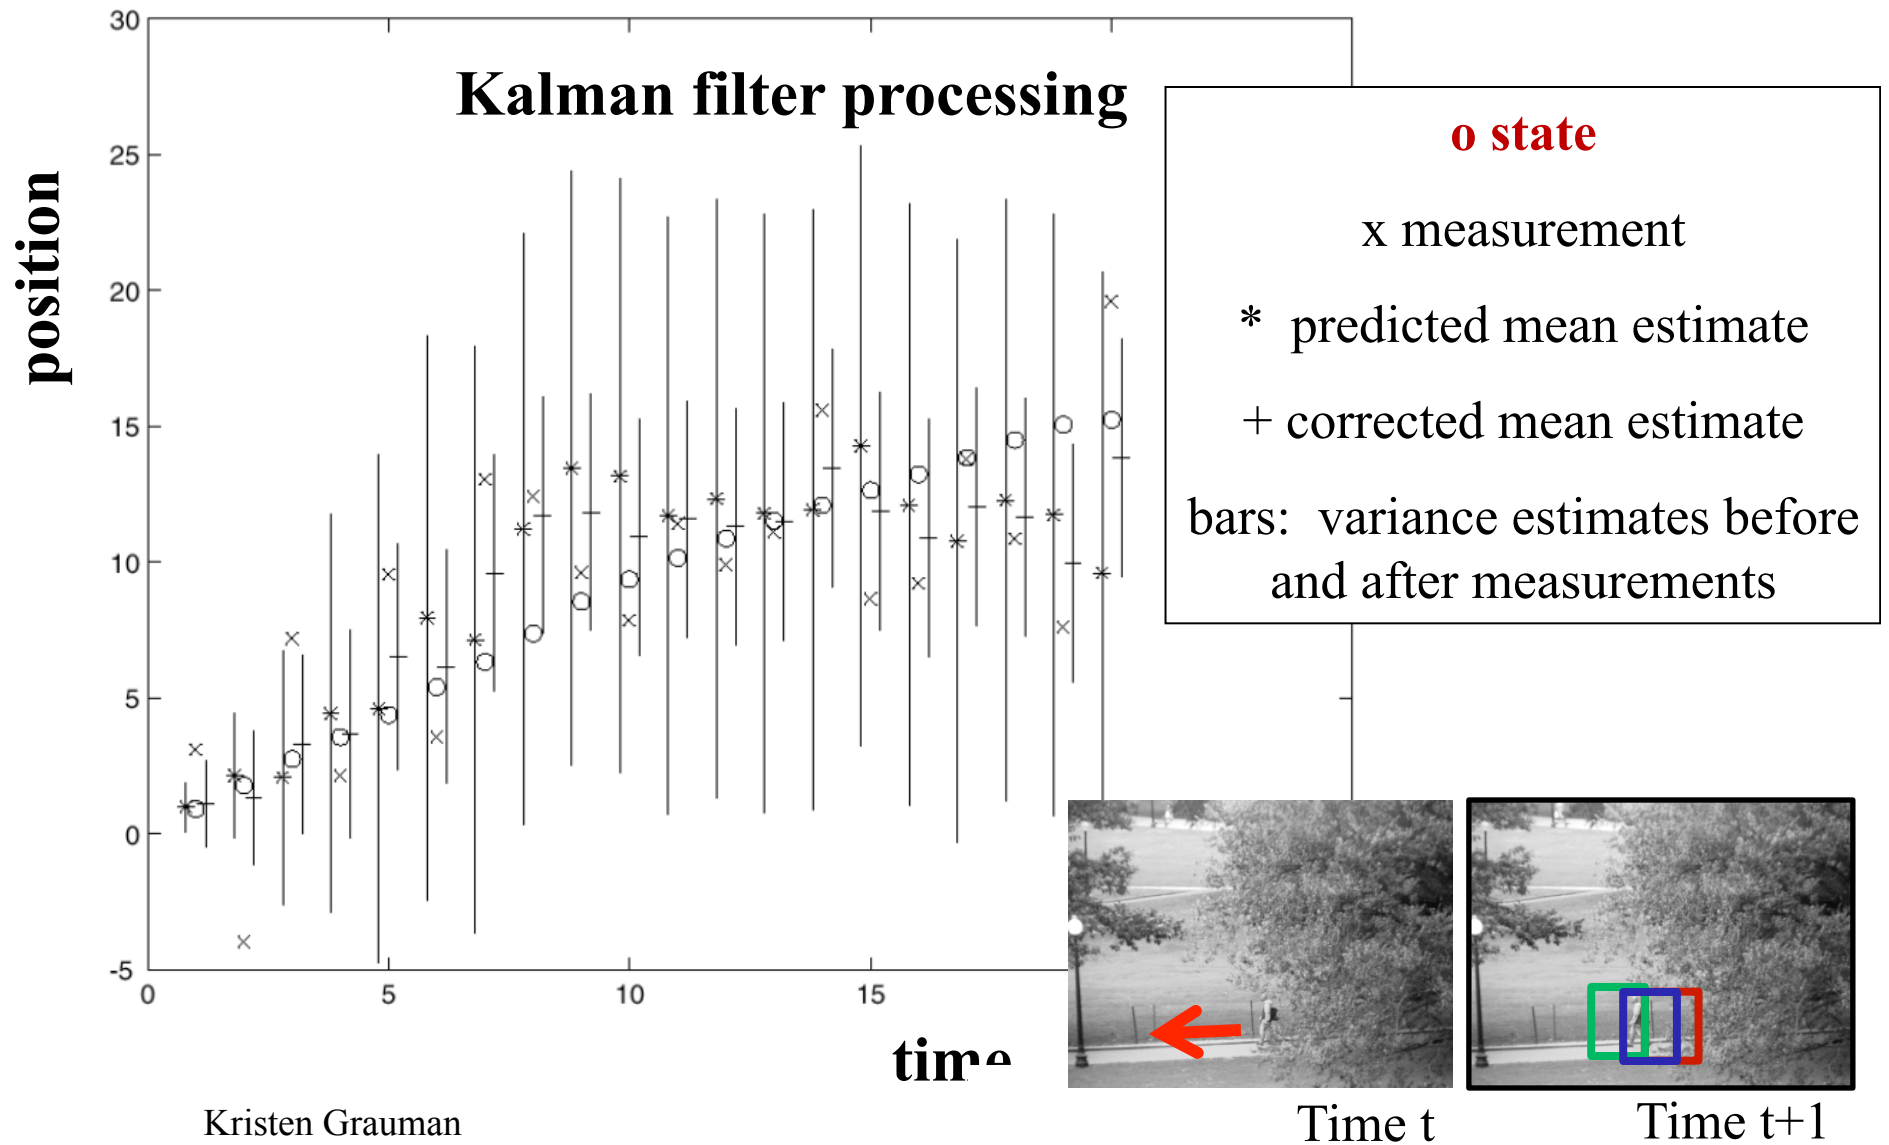 Kalman filter processing
position
30
25
20
15
10
5
0
-5
0
5
10
15
time
o state
x measurement
* predicted mean estimate
+ corrected mean estimate
bars: variance estimates before
and after measurements
Time t
Time t+1
Kristen Grauman